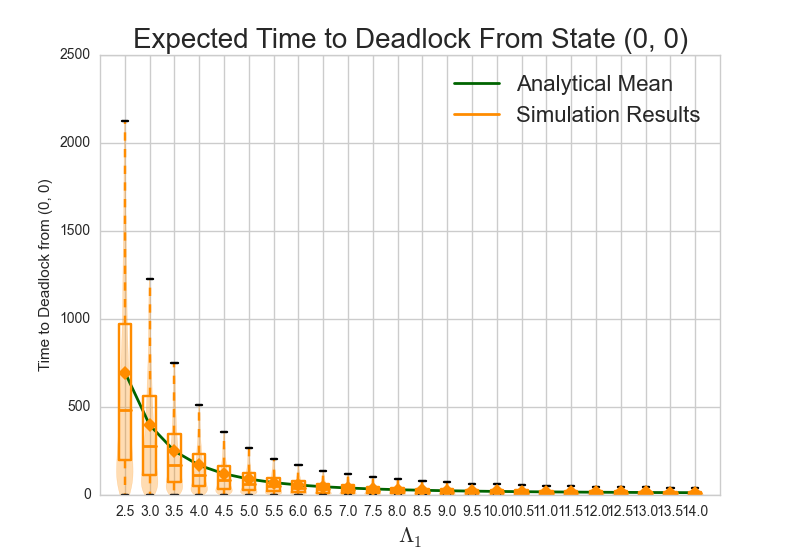 Expected Time to Deadlock From State (0, 0)
Analytical Mean
Simulation Results
Time to Deadlock from (0, 0)
2500
2000
1500
1000
500
0
2.5 3.0 3.5 4.0 4.5 5.0 5.5 6.0 6.5 7.0 7.5 8.0 8.5 9.0 9.5 10.0 10.5 11.0 11.5 12.0 12.5 13.0 13.5 14.0
Λ₁